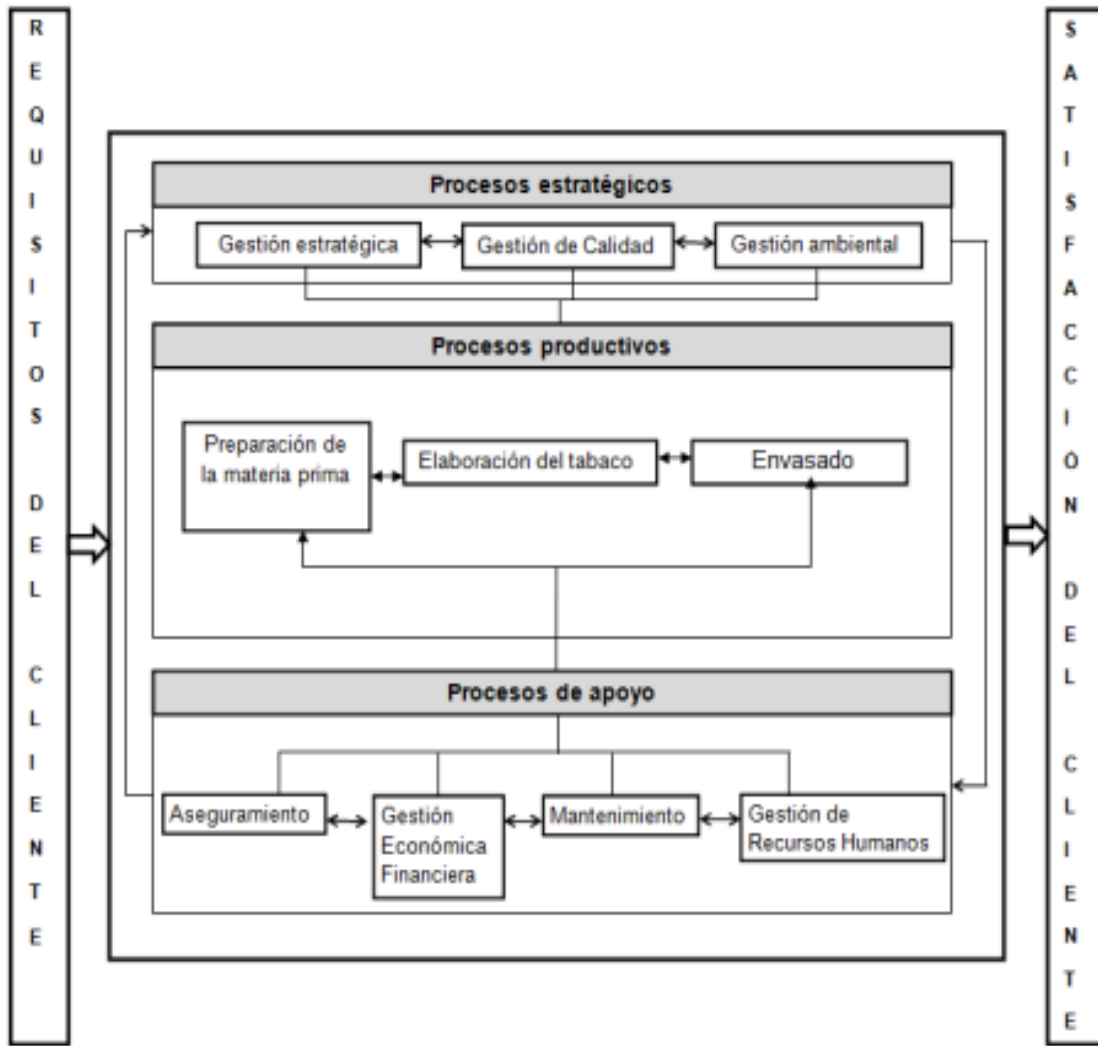 REQUISITOS DEL CLIENTE
Procesos estratégicos
Gestión estratégica
Gestión de Calidad
Gestión ambiental
Procesos productivos
Preparación de
la materia prima
Elaboración del tabaco
Envasado
Procesos de apoyo
Aseguramiento
Gestión
Económica
Financiera
Mantenimiento
Gestión de
Recursos Humanos
SATISFACCIÓN DEL CLIENTE